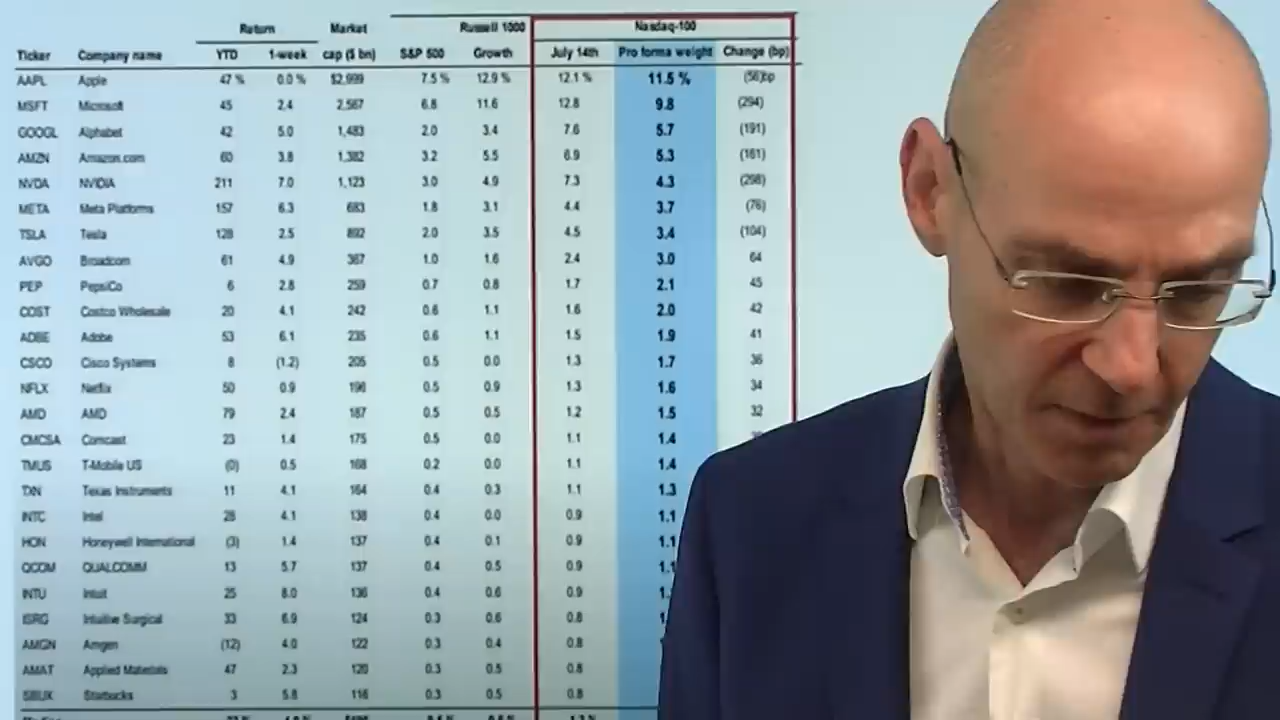 Return Market Russell 1000 Nasdaq-100
Ticker Company name YTD 1-week cap ($ bn) S&P 500 Growth July 14th Pro forma weight Change (bp)
AAPL Apple 47 % 0.0 % $2,999 7.5 % 12.9 % 12.1 % 11.5 % (56)bp
MSFT Microsoft 45 2.4 2,567 6.8 11.6 12.8 9.8 (294)
GOOGL Alphabet 42 5.0 1,483 2.0 3.4 7.6 5.7 (191)
AMZN Amazon.com 60 3.8 1,382 3.2 5.5 6.9 5.3 (161)
NVDA NVIDIA 211 7.0 1,123 3.0 4.9 7.3 4.3 (298)
META Meta Platforms 157 6.3 683 1.8 3.1 4.4 3.7 (76)
TSLA Tesla 128 2.5 892 2.0 3.5 4.5 3.4 (104)
AVGO Broadcom 61 4.9 367 1.0 1.6 2.4 3.0 64
PEP PepsiCo 6 2.8 259 0.7 0.8 1.7 2.1 45
COST Costco Wholesale 20 4.1 242 0.6 1.1 1.6 2.0 42
ADBE Adobe 53 6.1 235 0.6 1.1 1.5 1.9 41
CSCO Cisco Systems 8 (1.2) 205 0.5 0.0 1.3 1.7 36
NFLX Netflix 50 0.9 196 0.5 0.9 1.3 1.6 34
AMD AMD 79 2.4 187 0.5 0.5 1.2 1.5 32
CMCSA Comcast 23 1.4 175 0.5 0.0 1.1 1.4
TMUS T-Mobile US (0) 0.5 168 0.2 0.0 1.1 1.4
TXN Texas Instruments 11 4.1 164 0.4 0.3 1.1 1.3
INTC Intel 28 4.1 138 0.4 0.0 0.9 1.1
HON Honeywell International (3) 1.4 137 0.4 0.1 0.9 1.1
QCOM QUALCOMM 13 5.7 137 0.4 0.5 0.9 1.1
INTU Intuit 25 8.0 136 0.4 0.6 0.9
ISRG Intuitive Surgical 33 6.9 124 0.3 0.6 0.8
AMGN Amgen (12) 4.0 122 0.3 0.4 0.8
AMAT Applied Materials 47 2.3 120 0.3 0.5 0.8
SBUX Starbucks 3 5.8 116 0.3 0.5 0.8